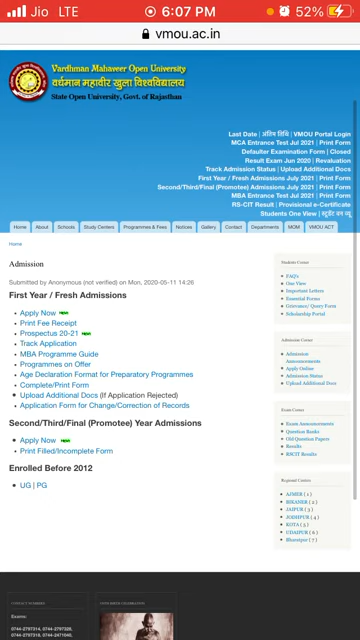 Jio LTE
6:07 PM
52%
vmou.ac.in
Vardhman Mahaveer Open University
वर्धमान महावीर खुला विश्वविद्यालय
State Open University, Govt. of Rajasthan
Last Date | अंतिम तिथि | VMOU Portal Login
MCA Entrance Test Jul 2021 | Print Form
Defaulter Examination Form | Closed
Result Exam June 2020 | Revaluation
Track Admission Status | Upload Additional Docs
First Year / Fresh Admissions July 2021 | Print Form
Second/Third/Final (Promotee) Admissions July 2021 | Print Form
MBA Entrance Test Jul 2021 | Print Form
RS-CIT Result | Provisional e-Certificate
Students One View | स्टूडेंट वन व्यू
Home About Schools Study Centers Programmes & Fees Notices Gallery Contact Departments MOM VMOU ACT
Home
Admission
Submitted by Anonymous (not verified) on Mon, 2020-05-11 14:26
First Year / Fresh Admissions
Apply Now
Print Fee Receipt
Prospectus 20-21
Track Application
MBA Programme Guide
Programmes on Offer
Age Declaration Format for Preparatory Programmes
Complete/Print Form
Upload Additional Docs (If Application Rejected)
Application Form for Change/Correction of Records
Second/Third/Final (Promotee) Year Admissions
Apply Now
Print Filled/Incomplete Form
Enrolled Before 2012
UG | PG
Students Corner
FAQ's
One View
Important Letters
Essential Forms
Grievance/ Query Form
Scholarship Portal
Admission Corner
Admission
Announcements
Apply Online
Admission Status
Upload Additional Docs
Exam Corner
Exam Announcements
Question Banks
Old Question Papers
Results
RSCIT Results
Regional Centres
AJMER ( 1 )
BIKANER ( 2 )
JAIPUR ( 3 )
JODHPUR ( 4 )
KOTA ( 5 )
UDAIPUR ( 6 )
Bharatpur ( 7 )
Exams:
0744-2797314, 0744-2797328,